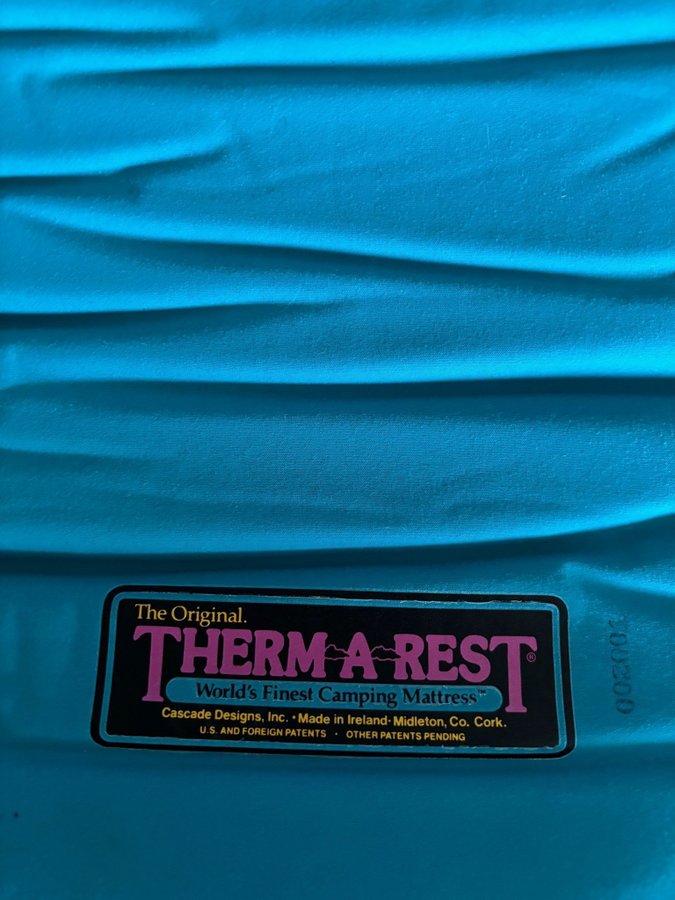 The Original.
THERM-A-REST®
World's Finest Camping Mattress™
Cascade Designs, Inc. • Made in Ireland • Midleton, Co. Cork.
U.S. AND FOREIGN PATENTS • OTHER PATENTS PENDING